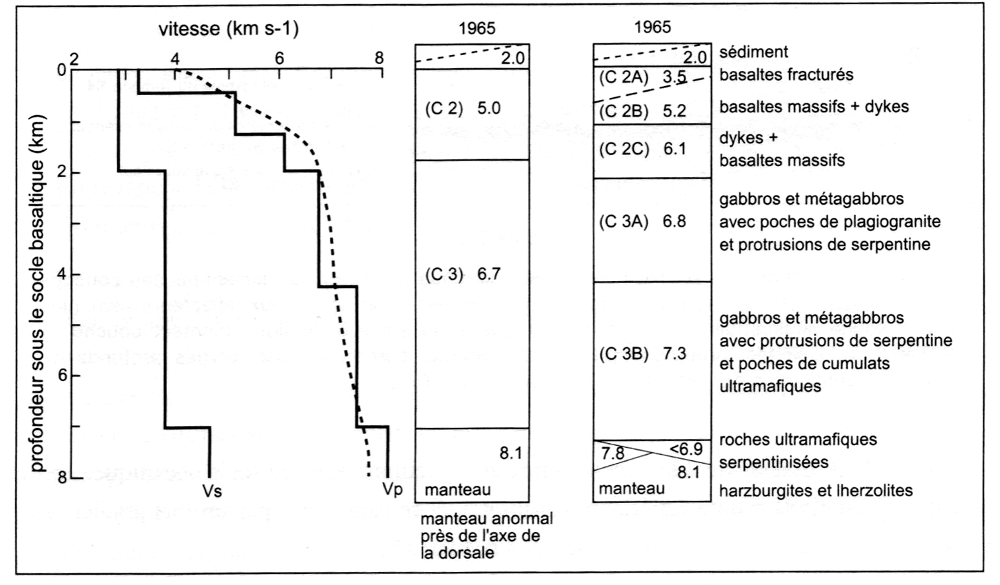 vitesse (km s-1)
2 4 6 8
0
2
4
6
8
profondeur sous le socle basaltique (km)
Vs
Vp
1965
2.0
(C 2) 5.0
(C 3) 6.7
8.1
manteau
manteau anormal
près de l'axe de
la dorsale
1965
2.0
(C 2A) 3.5
(C 2B) 5.2
(C 2C) 6.1
(C 3A) 6.8
(C 3B) 7.3
7.8 <6.9
8.1
manteau
sédiment
basaltes fracturés
basaltes massifs + dykes
dykes +
basaltes massifs
gabbros et métagabbros
avec poches de plagiogranite
et protrusions de serpentine
gabbros et métagabbros
avec protrusions de serpentine
et poches de cumulats
ultramafiques
roches ultramafiques
serpentinisées
harzburgites et lherzolites